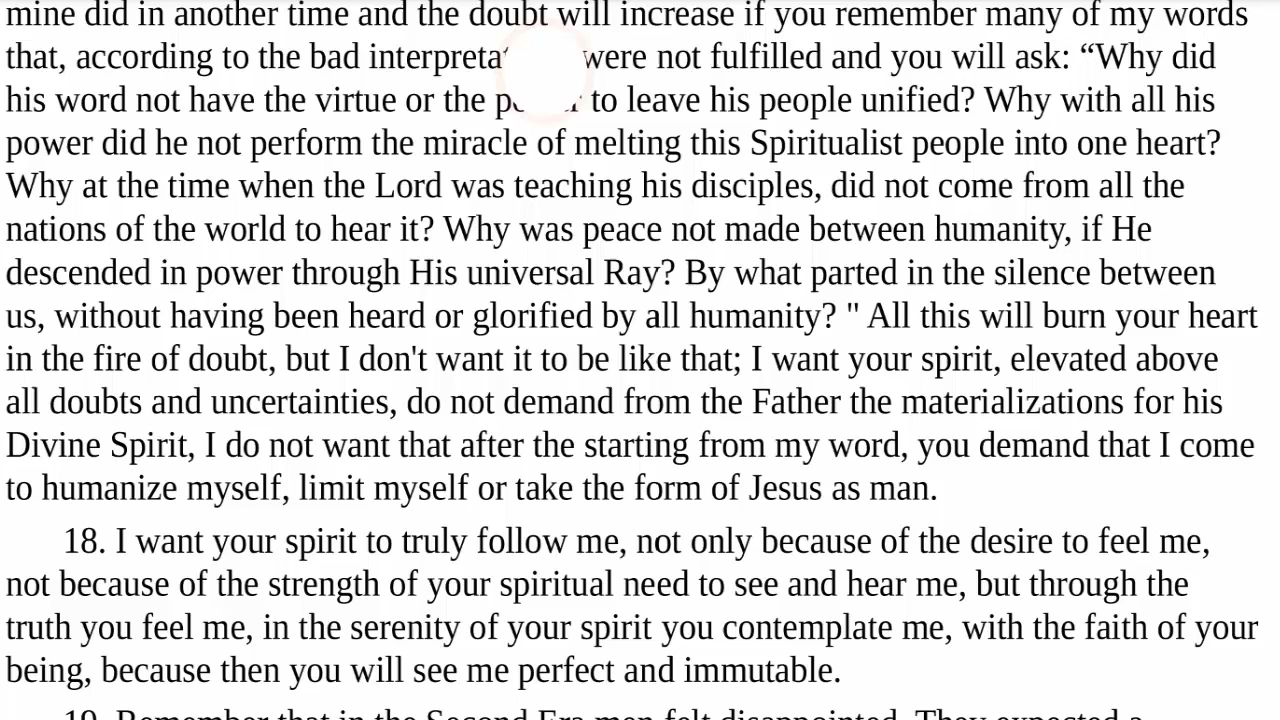 mine did in another time and the doubt will increase if you remember many of my words
that, according to the bad were not fulfilled and you will ask: “Why did
his word not have the virtue or the to leave his people unified? Why with all his
power did he not perform the miracle of melting this Spiritualist people into one heart?
Why at the time when the Lord was teaching his disciples, did not come from all the
nations of the world to hear it? Why was peace not made between humanity, if He
descended in power through His universal Ray? By what parted in the silence between
us, without having been heard or glorified by all humanity? " All this will burn your heart
in the fire of doubt, but I don't want it to be like that; I want your spirit, elevated above
all doubts and uncertainties, do not demand from the Father the materializations for his
Divine Spirit, I do not want that after the starting from my word, you demand that I come
to humanize myself, limit myself or take the form of Jesus as man.
18. I want your spirit to truly follow me, not only because of the desire to feel me,
not because of the strength of your spiritual need to see and hear me, but through the
truth you feel me, in the serenity of your spirit you contemplate me, with the faith of your
being, because then you will see me perfect and immutable.
19. Remember that in the Second Era men felt disappointed. They expected a